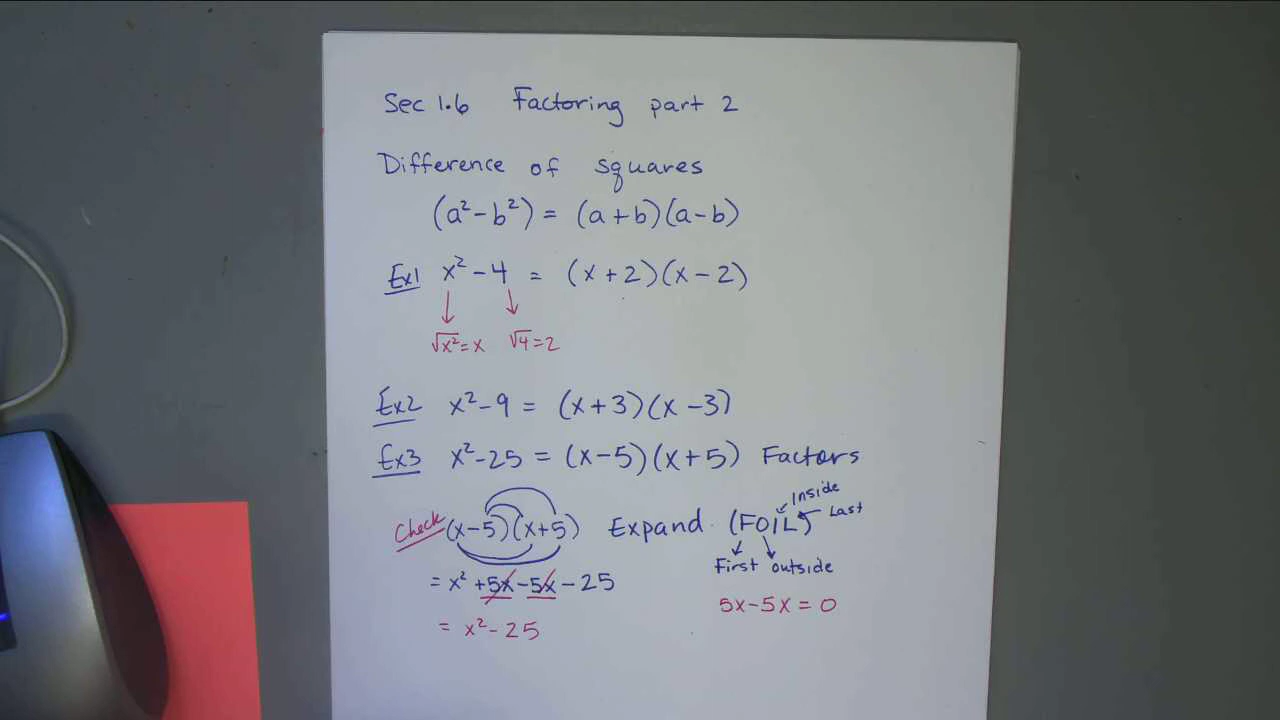 Sec 1.6 Factoring part 2
Difference of squares
(a² - b²) = (a + b)(a - b)
Ex1 x² - 4 = (x + 2)(x - 2)
√x² = x √4 = 2
Ex2 x² - 9 = (x + 3)(x - 3)
Ex3 x² - 25 = (x - 5)(x + 5) Factors
Check (x - 5)(x + 5) Expand (FOIL) Inside Last
First outside
= x² + 5x - 5x - 25
5x - 5x = 0
= x² - 25